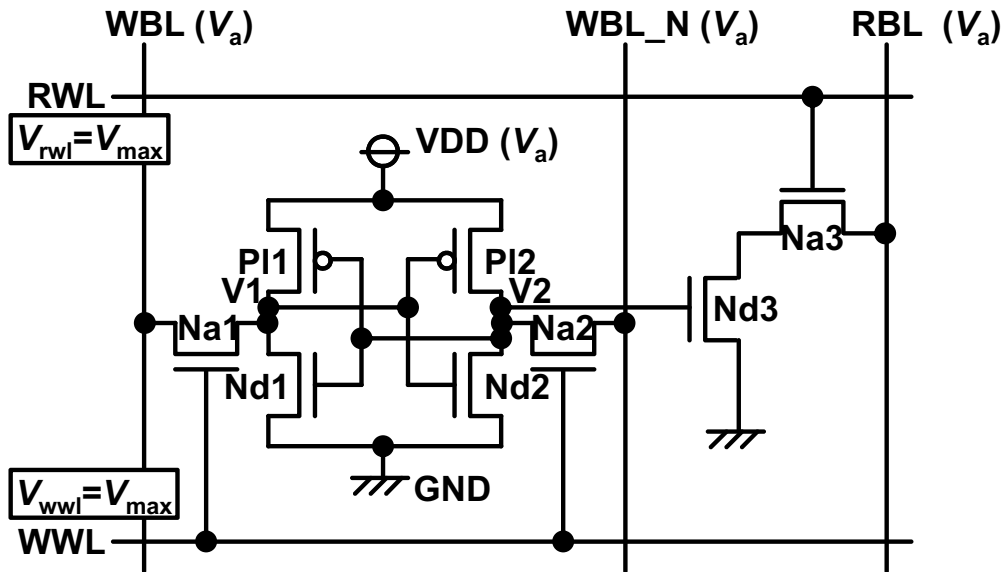 WBL (Va) WBL_N (Va) RBL (Va)
RWL
Vrwl=Vmax
VDD (Va)
Pl1 Pl2
Na3
V1 V2
Nd3
Na1 Na2
Nd1 Nd2
Vwwl=Vmax
GND
WWL